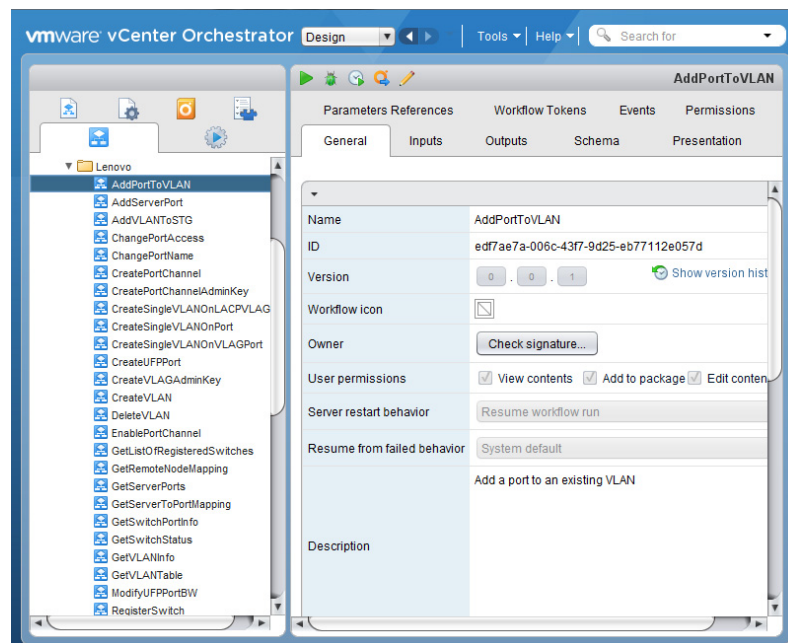 vmware vCenter Orchestrator Design Tools Help Search for
AddPortToVLAN
Parameters References Workflow Tokens Events Permissions
General Inputs Outputs Schema Presentation
Lenovo
AddPortToVLAN
AddServerPort
AddVLANToSTG
ChangePortAccess
ChangePortName
CreatePortChannel
CreatePortChannelAdminKey
CreateSingleVLANOnLACPVLAG
CreateSingleVLANOnPort
CreateSingleVLANOnVLAGPort
CreateUFPPort
CreateVLAGAdminKey
CreateVLAN
DeleteVLAN
EnablePortChannel
GetListOfRegisteredSwitches
GetRemoteNodeMapping
GetServerPorts
GetServerToPortMapping
GetSwitchPortInfo
GetSwitchStatus
GetVLANInfo
GetVLANTable
ModifyUFPPortBW
RegisterSwitch
Name AddPortToVLAN
ID edf7ae7a-006c-43f7-9d25-eb77112e057d
Version 0 . 0 . 1 Show version hist
Workflow icon
Owner Check signature...
User permissions View contents Add to package Edit conten
Server restart behavior Resume workflow run
Resume from failed behavior System default
Add a port to an existing VLAN
Description